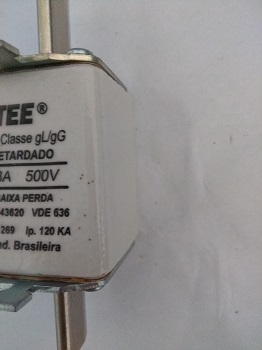 TEE®
Classe gL/gG
ETARDADO
A 500V
AIXA PERDA
43620 VDE 636
269 Ip. 120 KA
nd. Brasileira